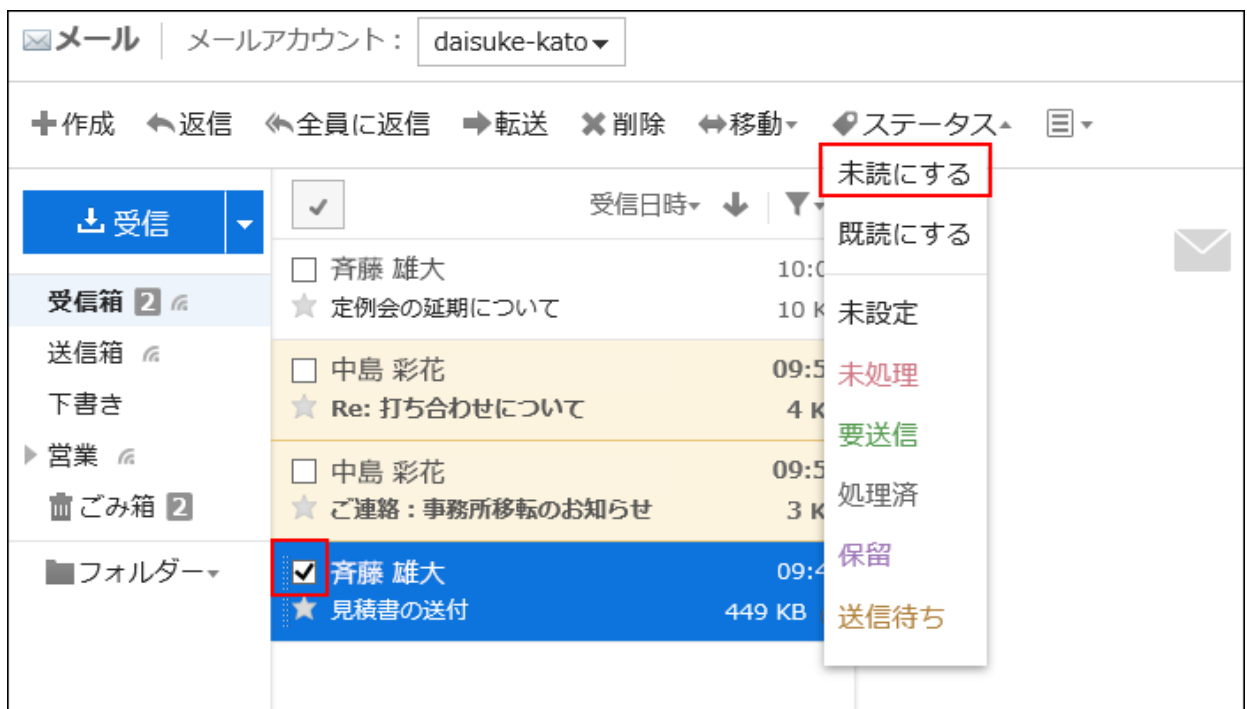 メール メールアカウント： daisuke-kato
作成 返信 全員に返信 転送 削除 移動 ステータス
未読にする
既読にする
未設定
未処理
要送信
処理済
保留
送信待ち
受信
受信箱 2
送信箱
下書き
営業
ごみ箱 2
フォルダー
受信日時
斉藤 雄大
定例会の延期について 10
中島 彩花
Re: 打ち合わせについて 4
中島 彩花
ご連絡：事務所移転のお知らせ 3
斉藤 雄大
見積書の送付 449 KB